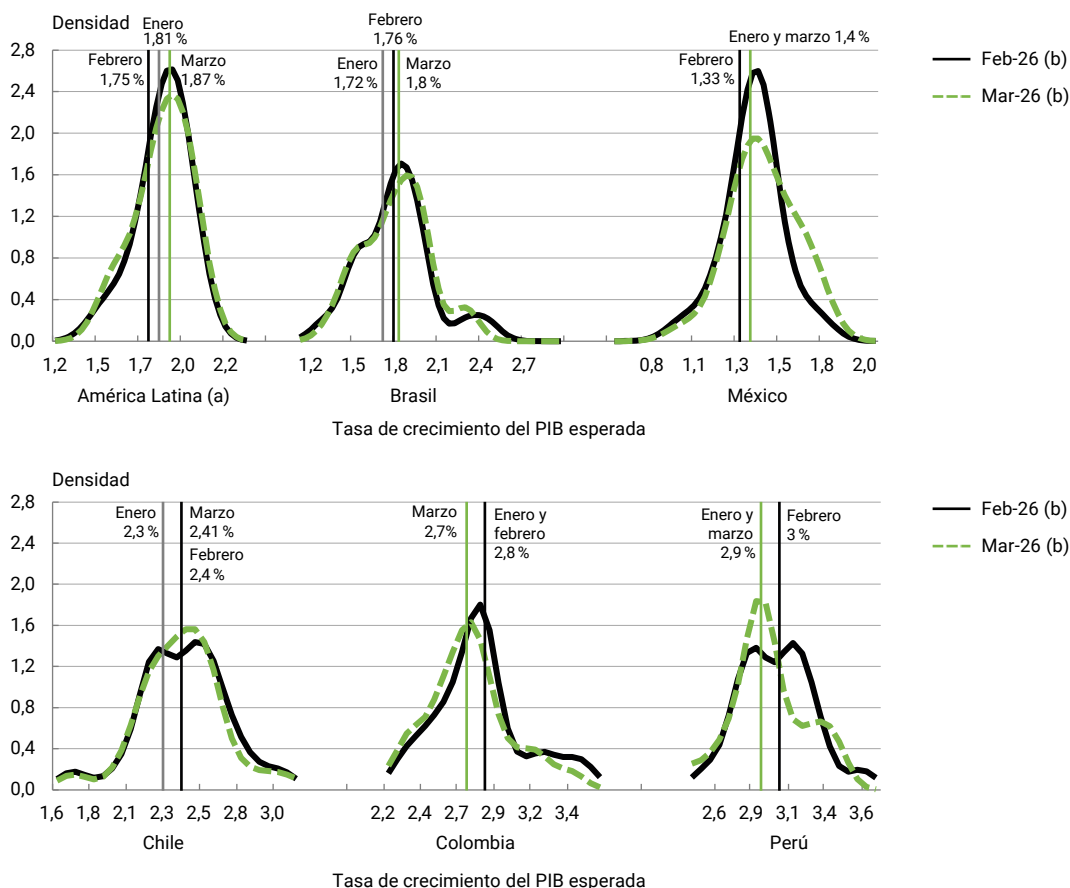 Densidad
Enero
1,81 %
Febrero
1,75 %
Marzo
1,87 %
Febrero
1,76 %
Enero
1,72 %
Marzo
1,8 %
Enero y marzo 1,4 %
Febrero
1,33 %
Feb-26 (b)
Mar-26 (b)
2,8
2,4
2,0
1,6
1,2
0,8
0,4
0,0
1,2 1,5 1,7 2,0 2,2 1,2 1,5 1,8 2,1 2,4 2,7 0,8 1,1 1,3 1,5 1,8 2,0
América Latina (a) Brasil México
Tasa de crecimiento del PIB esperada
Densidad
Enero
2,3 %
Marzo
2,41 %
Febrero
2,4 %
Marzo
2,7%
Enero y
febrero
2,8 %
Enero y
marzo
2,9 %
Febrero
3 %
Feb-26 (b)
Mar-26 (b)
2,8
2,4
2,0
1,6
1,2
0,8
0,4
0,0
1,6 1,8 2,1 2,3 2,5 2,8 3,0 2,2 2,4 2,7 2,9 3,2 3,4 2,6 2,9 3,1 3,4 3,6
Chile Colombia Perú
Tasa de crecimiento del PIB esperada